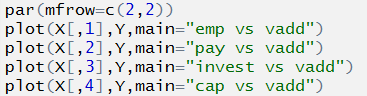 par(mfrow=c(2,2))
plot(X[,1],Y,main="emp vs vadd")
plot(X[,2],Y,main="pay vs vadd")
plot(X[,3],Y,main="invest vs vadd")
plot(X[,4],Y,main="cap vs vadd")